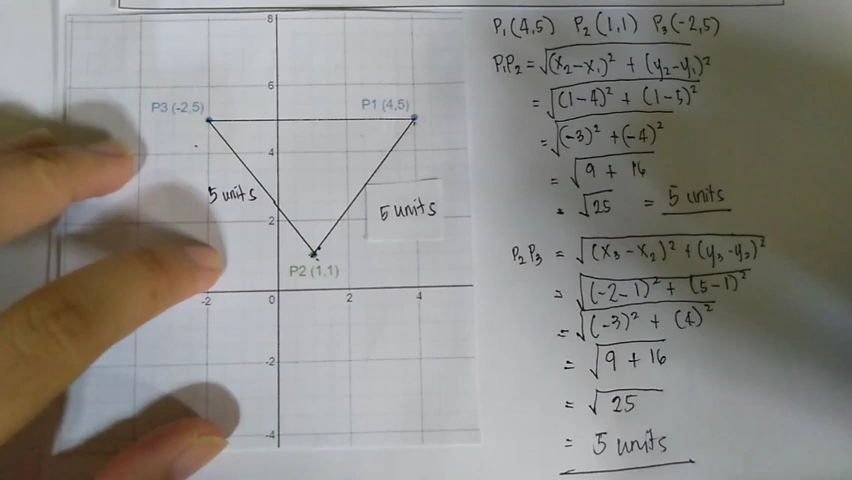 8
6
P3 (-2,5)
P1 (4,5)
4
5 units
5 units
2
P2 (1,1)
-2
0
2
4
-2
-4
P₁(4,5) P₂(1,1) P₃(-2,5)
P₁P₂ = √(x₂-x₁)² + (y₂-y₁)²
= √(1-4)² + (1-5)²
= √(-3)² + (-4)²
= √9 + 16
= √25 = 5 units
P₂P₃ = √(x₃-x₂)² + (y₃-y₂)²
= √(-2-1)² + (5-1)²
= √(-3)² + (4)²
= √9 + 16
= √25
= 5 units